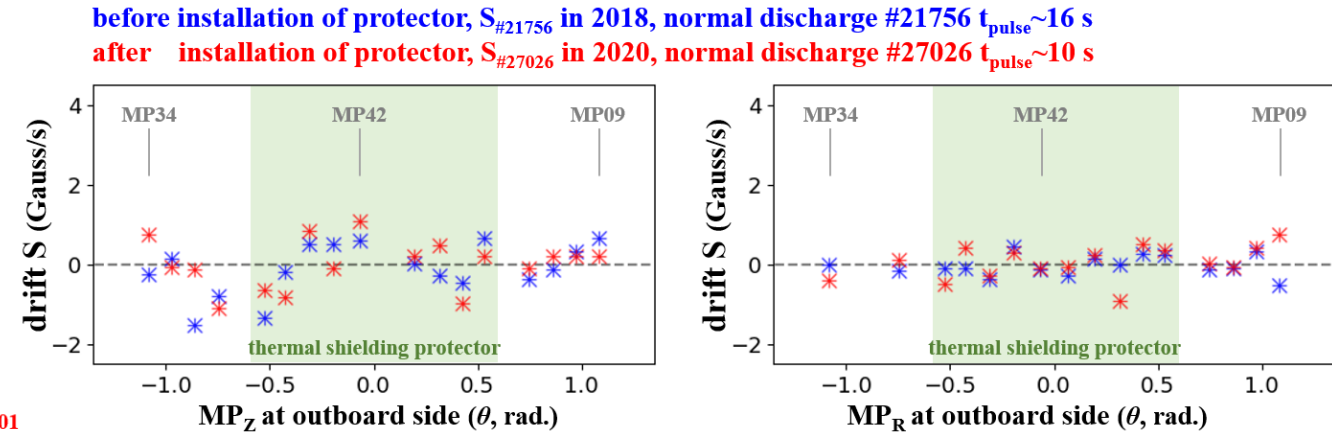 before installation of protector, S#21756 in 2018, normal discharge #21756 tpulse~16 s
after installation of protector, S#27026 in 2020, normal discharge #27026 tpulse~10 s
drift S (Gauss/s)
4
2
0
−2
MP34
MP42
MP09
thermal shielding protector
−1.0
−0.5
0.0
0.5
1.0
MPZ at outboard side (θ, rad.)
drift S (Gauss/s)
4
2
0
−2
MP34
MP42
MP09
thermal shielding protector
−1.0
−0.5
0.0
0.5
1.0
MPR at outboard side (θ, rad.)
01